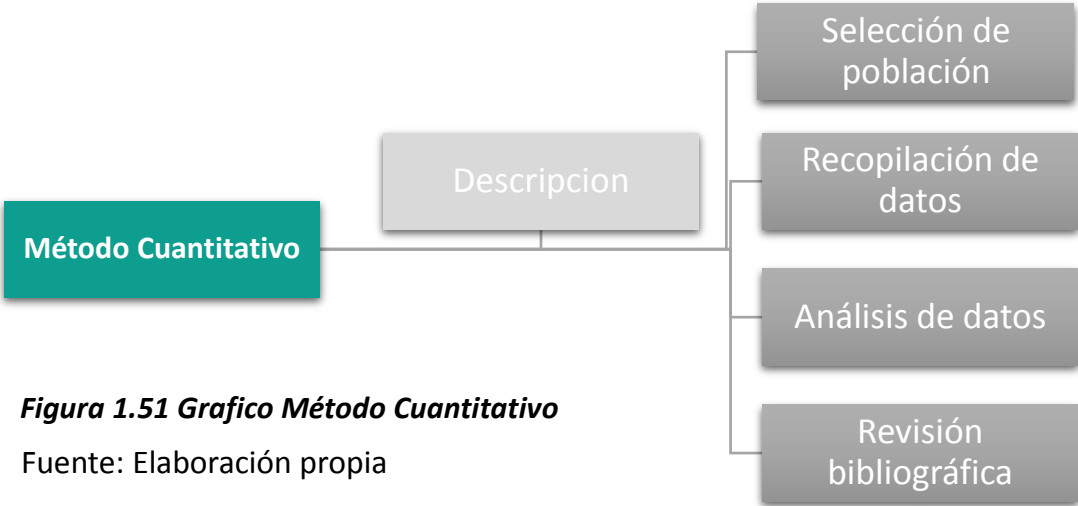 Selección de
población
Descripcion
Recopilación de
datos
Método Cuantitativo
Análisis de datos
Figura 1.51 Grafico Método Cuantitativo
Revisión
bibliográfica
Fuente: Elaboración propia